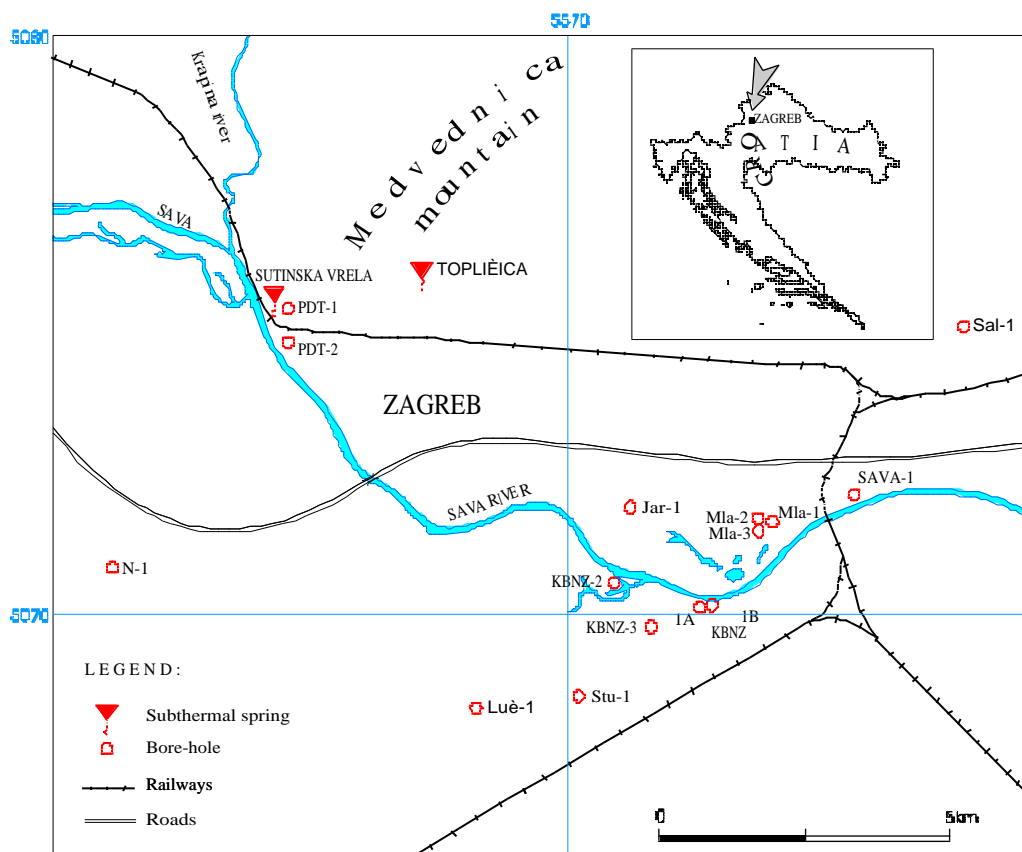 5570
5080
Krapina river
Medvednica
mountain
ZAGREB
CROATIA
SAVA
SUTINSKA VRELA
TOPLIÈICA
PDT-1
PDT-2
Sal-1
ZAGREB
SAVA RIVER
SAVA-1
Jar-1
Mla-2
Mla-1
Mla-3
N-1
KBNZ-2
5070
KBNZ-3
1A
1B
KBNZ
Luè-1
Stu-1
LEGEND:
Subthermal spring
Bore-hole
Railways
Roads
0
5km